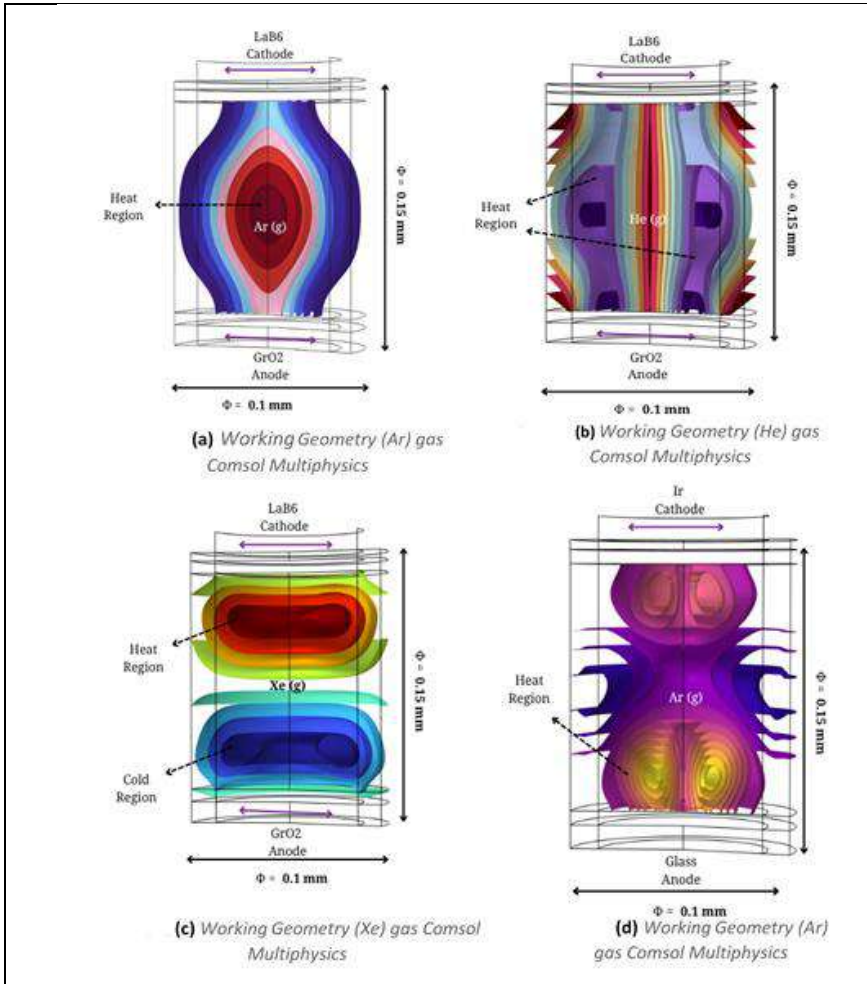 LaB6
Cathode
Heat
Region
Ar (g)
Φ = 0.15 mm
GrO2
Anode
Φ = 0.1 mm
(a) Working Geometry (Ar) gas
Comsol Multiphysics
LaB6
Cathode
Heat
Region
He (g)
Φ = 0.15 mm
GrO2
Anode
Φ = 0.1 mm
(b) Working Geometry (He) gas
Comsol Multiphysics
LaB6
Cathode
Heat
Region
Xe (g)
Cold
Region
Φ = 0.15 mm
GrO2
Anode
Φ = 0.1 mm
(c) Working Geometry (Xe) gas Comsol
Multiphysics
Ir
Cathode
Heat
Region
Ar (g)
Φ = 0.15 mm
Glass
Anode
Φ = 0.1 mm
(d) Working Geometry (Ar)
gas Comsol Multiphysics